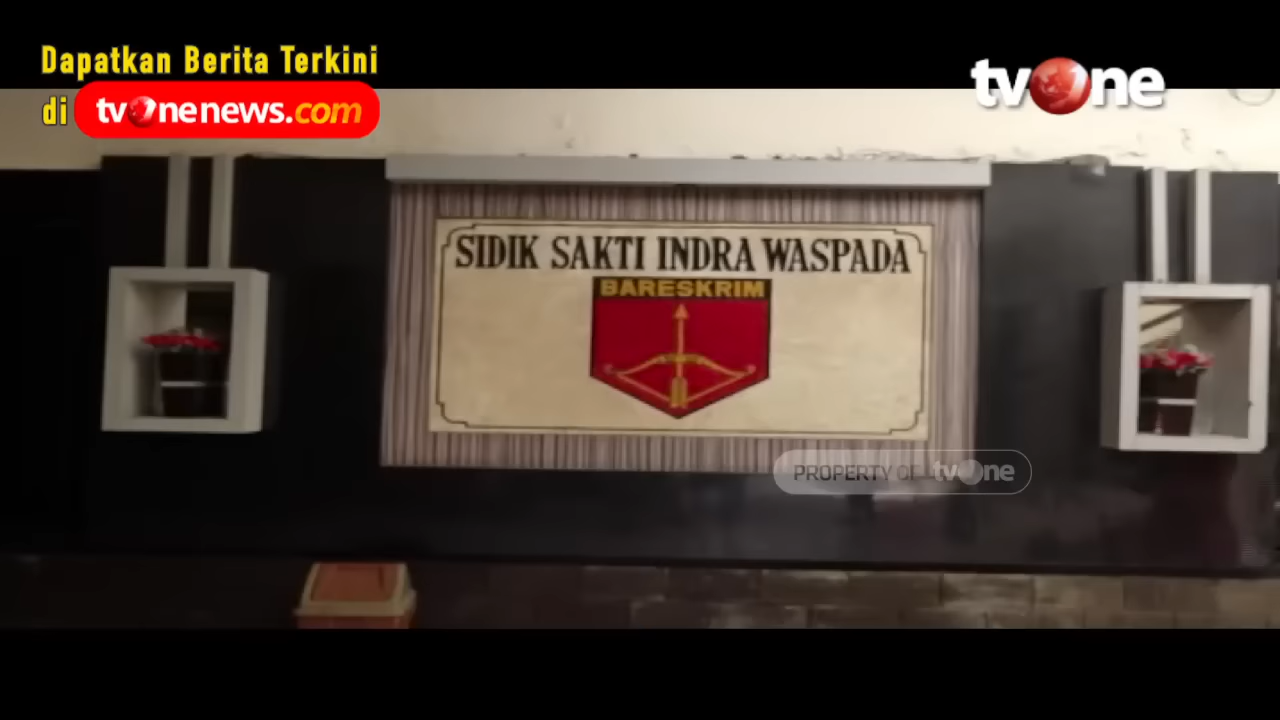 Dapatkan Berita Terkini
di tvonenews.com
tvOne
SIDIK SAKTI INDRA WASPADA
BARESKRIM
PROPERTY OF tvOne